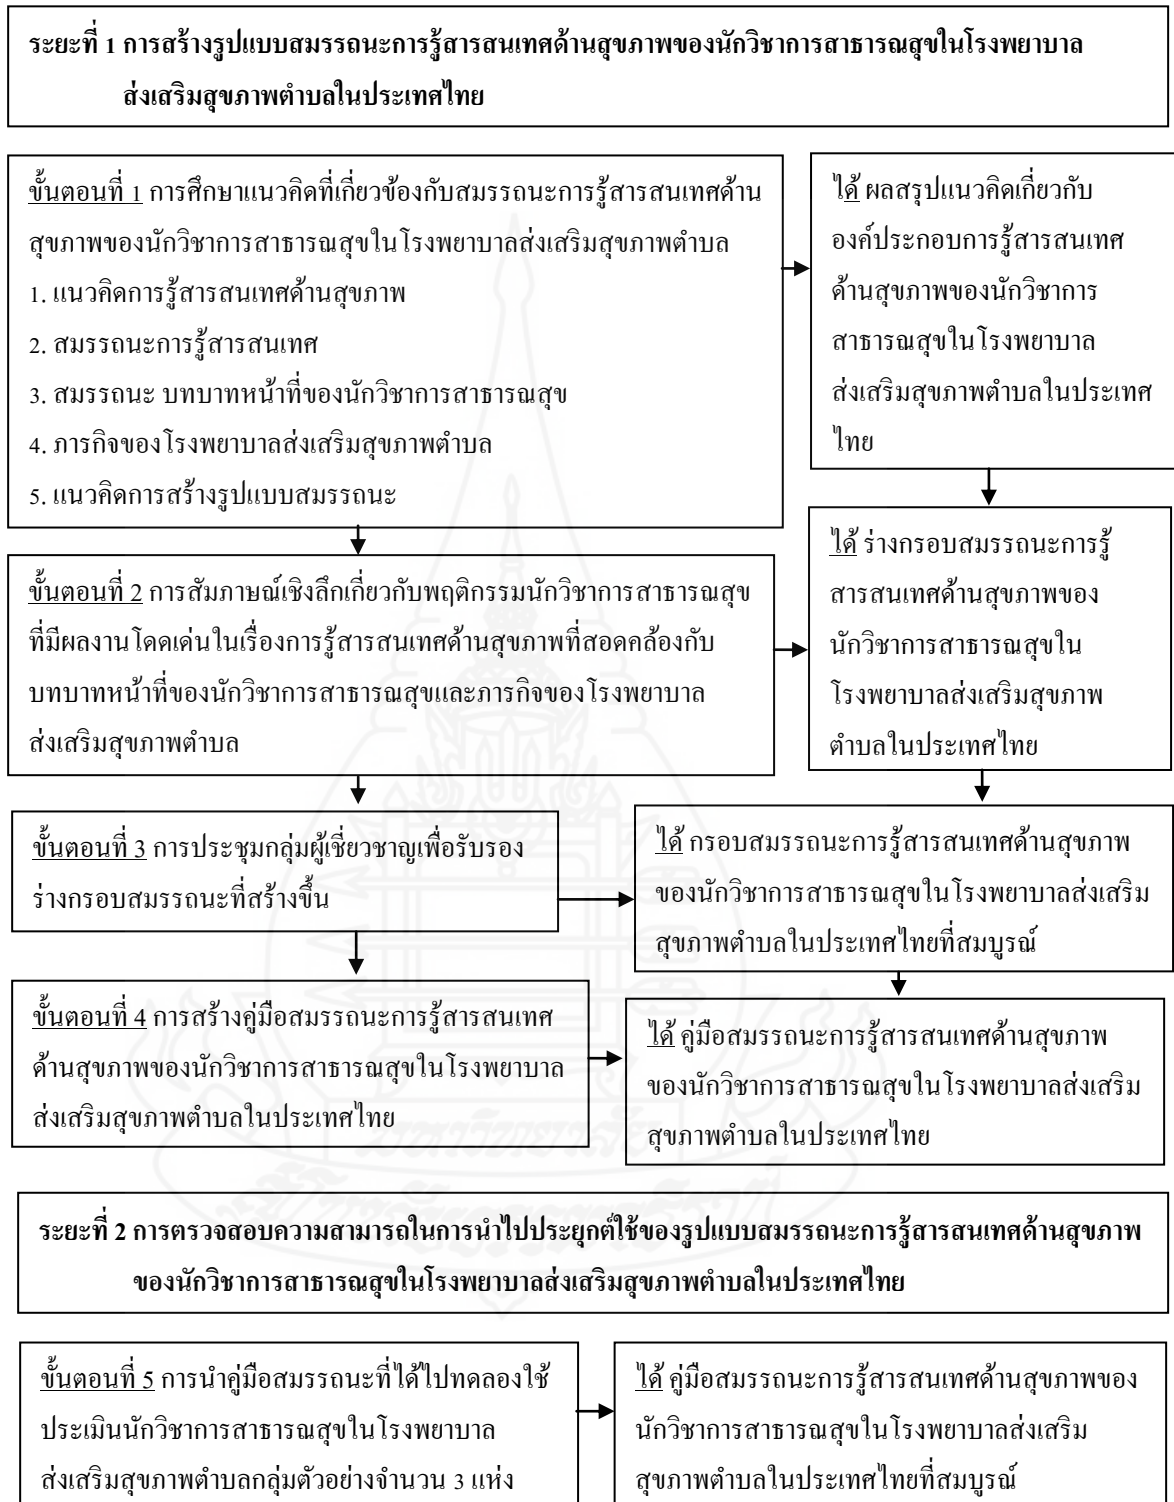 ระยะที่ 1 การสร้างรูปแบบสมรรถนะการรู้สารสนเทศด้านสุขภาพของนักวิชาการสาธารณสุขในโรงพยาบาล
ส่งเสริมสุขภาพตำบลในประเทศไทย
ขั้นตอนที่ 1 การศึกษาแนวคิดที่เกี่ยวข้องกับสมรรถนะการรู้สารสนเทศด้าน
สุขภาพของนักวิชาการสาธารณสุขในโรงพยาบาลส่งเสริมสุขภาพตำบล
1. แนวคิดการรู้สารสนเทศด้านสุขภาพ
2. สมรรถนะการรู้สารสนเทศ
3. สมรรถนะ บทบาทหน้าที่ของนักวิชาการสาธารณสุข
4. ภารกิจของโรงพยาบาลส่งเสริมสุขภาพตำบล
5. แนวคิดการสร้างรูปแบบสมรรถนะ
ได้ ผลสรุปแนวคิดเกี่ยวกับ
องค์ประกอบการรู้สารสนเทศ
ด้านสุขภาพของนักวิชาการ
สาธารณสุขในโรงพยาบาล
ส่งเสริมสุขภาพตำบลในประเทศ
ไทย
ขั้นตอนที่ 2 การสัมภาษณ์เชิงลึกเกี่ยวกับพฤติกรรมนักวิชาการสาธารณสุข
ที่มีผลงานโดดเด่นในเรื่องการรู้สารสนเทศด้านสุขภาพที่สอดคล้องกับ
บทบาทหน้าที่ของนักวิชาการสาธารณสุขและภารกิจของโรงพยาบาล
ส่งเสริมสุขภาพตำบล
ได้ ร่างกรอบสมรรถนะการรู้
สารสนเทศด้านสุขภาพของ
นักวิชาการสาธารณสุขใน
โรงพยาบาลส่งเสริมสุขภาพ
ตำบลในประเทศไทย
ขั้นตอนที่ 3 การประชุมกลุ่มผู้เชี่ยวชาญเพื่อรับรอง
ร่างกรอบสมรรถนะที่สร้างขึ้น
ได้ กรอบสมรรถนะการรู้สารสนเทศด้านสุขภาพ
ของนักวิชาการสาธารณสุขในโรงพยาบาลส่งเสริม
สุขภาพตำบลในประเทศไทยที่สมบูรณ์
ขั้นตอนที่ 4 การสร้างคู่มือสมรรถนะการรู้สารสนเทศ
ด้านสุขภาพของนักวิชาการสาธารณสุขในโรงพยาบาล
ส่งเสริมสุขภาพตำบลในประเทศไทย
ได้ คู่มือสมรรถนะการรู้สารสนเทศด้านสุขภาพ
ของนักวิชาการสาธารณสุขในโรงพยาบาลส่งเสริม
สุขภาพตำบลในประเทศไทย
มหาวิทยาลัย
สุโขทัยธรรมาธิราช
ระยะที่ 2 การตรวจสอบความสามารถในการนำไปประยุกต์ใช้ของรูปแบบสมรรถนะการรู้สารสนเทศด้านสุขภาพ
ของนักวิชาการสาธารณสุขในโรงพยาบาลส่งเสริมสุขภาพตำบลในประเทศไทย
ขั้นตอนที่ 5 การนำคู่มือสมรรถนะที่ได้ไปทดลองใช้
ประเมินนักวิชาการสาธารณสุขในโรงพยาบาล
ส่งเสริมสุขภาพตำบลกลุ่มตัวอย่างจำนวน 3 แห่ง
ได้ คู่มือสมรรถนะการรู้สารสนเทศด้านสุขภาพของ
นักวิชาการสาธารณสุขในโรงพยาบาลส่งเสริม
สุขภาพตำบลในประเทศไทยที่สมบูรณ์